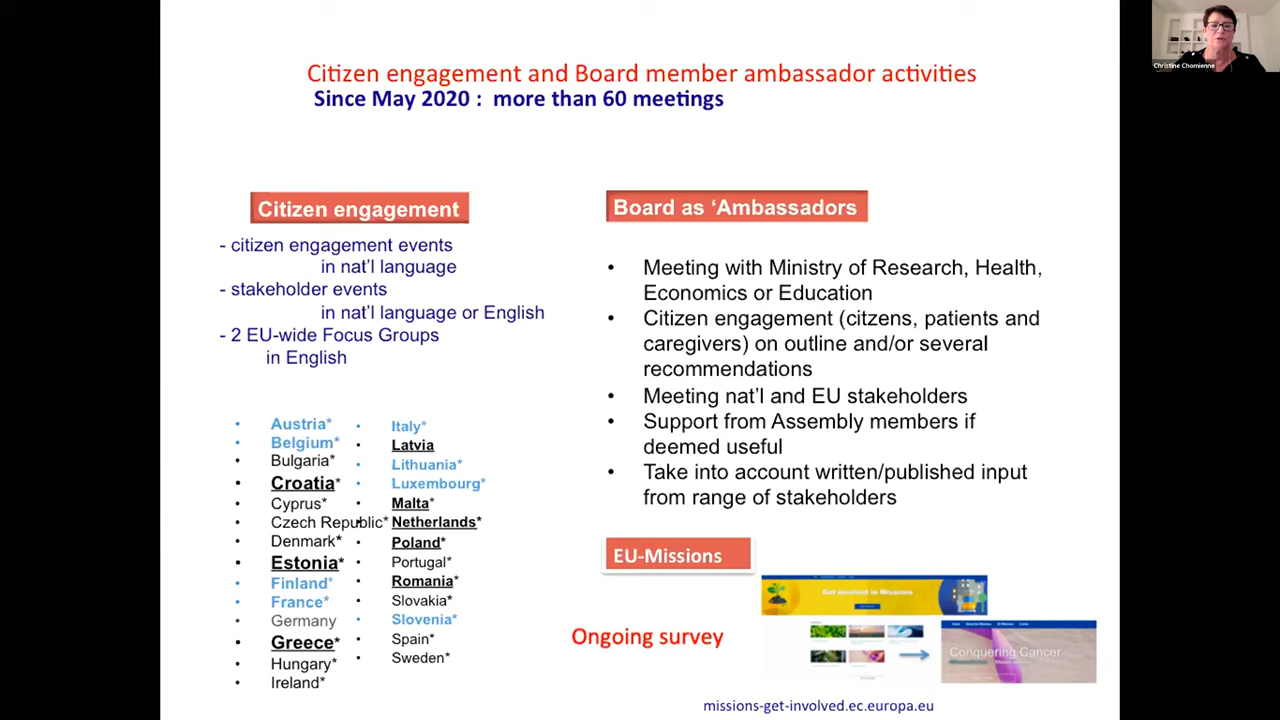 Citizen engagement and Board member ambassador activities
Since May 2020 : more than 60 meetings
Christine Chomienne
Citizen engagement
- citizen engagement events
in nat'l language
- stakeholder events
in nat'l language or English
- 2 EU-wide Focus Groups
in English
• Austria*
• Belgium*
• Bulgaria*
• Croatia*
• Cyprus*
• Czech Republic*
• Denmark*
• Estonia*
• Finland*
• France*
• Germany
• Greece*
• Hungary*
• Ireland*
• Italy*
• Latvia
• Lithuania*
• Luxembourg*
• Malta*
• Netherlands*
• Poland*
• Portugal*
• Romania*
• Slovakia*
• Slovenia*
• Spain*
• Sweden*
Board as ‘Ambassadors
• Meeting with Ministry of Research, Health,
Economics or Education
• Citizen engagement (citzens, patients and
caregivers) on outline and/or several
recommendations
• Meeting nat'l and EU stakeholders
• Support from Assembly members if
deemed useful
• Take into account written/published input
from range of stakeholders
EU-Missions
Get involved in Missions
Ongoing survey
Conquering Cancer
missions-get-involved.ec.europa.eu